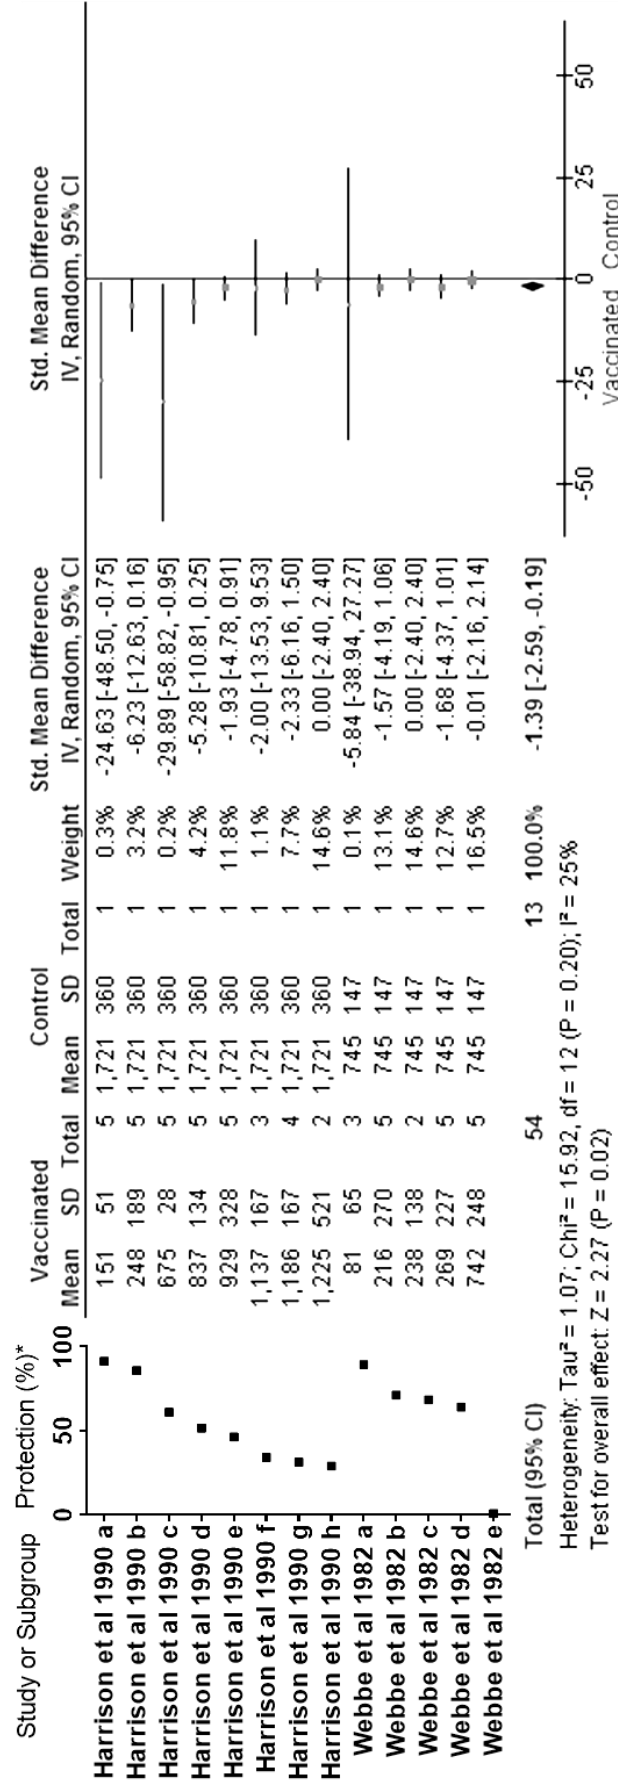 Vaccinated Control Std. Mean Difference Std. Mean Difference
Study or Subgroup Protection (%)* Mean SD Total Mean SD Total Weight IV, Random, 95% CI IV, Random, 95% CI
0 50 100
Harrison et al 1990 a 151 51 5 1,721 360 1 0.3% -24.63 [-48.50, -0.75]
Harrison et al 1990 b 248 189 5 1,721 360 1 3.2% -6.23 [-12.63, 0.16]
Harrison et al 1990 c 675 28 5 1,721 360 1 0.2% -29.89 [-58.82, -0.95]
Harrison et al 1990 d 837 134 5 1,721 360 1 4.2% -5.28 [-10.81, 0.25]
Harrison et al 1990 e 929 328 5 1,721 360 1 11.8% -1.93 [-4.78, 0.91]
Harrison et al 1990 f 1,137 167 3 1,721 360 1 1.1% -2.00 [-13.53, 9.53]
Harrison et al 1990 g 1,186 167 4 1,721 360 1 7.7% -2.33 [-6.16, 1.50]
Harrison et al 1990 h 1,225 521 2 1,721 360 1 14.6% 0.00 [-2.40, 2.40]
Webbe et al 1982 a 81 65 3 745 147 1 0.1% -5.84 [-38.94, 27.27]
Webbe et al 1982 b 216 270 5 745 147 1 13.1% -1.57 [-4.19, 1.06]
Webbe et al 1982 c 238 138 2 745 147 1 14.6% 0.00 [-2.40, 2.40]
Webbe et al 1982 d 269 227 5 745 147 1 12.7% -1.68 [-4.37, 1.01]
Webbe et al 1982 e 742 248 5 745 147 1 16.5% -0.01 [-2.16, 2.14]
Total (95% CI) 54 13 100.0% -1.39 [-2.59, -0.19]
Heterogeneity: Tau² = 1.07; Chi² = 15.92, df = 12 (P = 0.20); I² = 25%
Test for overall effect: Z = 2.27 (P = 0.02)
-50 -25 0 25 50
Vaccinated Control